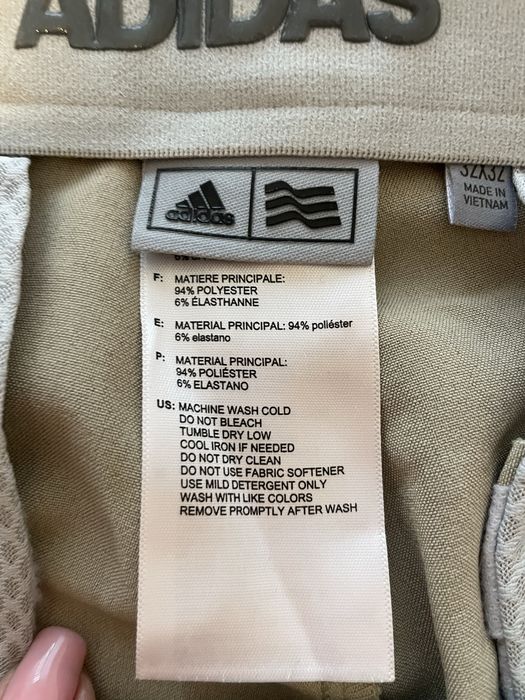 ADIDAS
adidas
32X32
MADE IN
VIETNAM
F: MATIERE PRINCIPALE:
94% POLYESTER
6% ÉLASTHANNE
E: MATERIAL PRINCIPAL: 94% poliéster
6% elastano
P: MATERIAL PRINCIPAL:
94% POLIÉSTER
6% ELASTANO
US: MACHINE WASH COLD
DO NOT BLEACH
TUMBLE DRY LOW
COOL IRON IF NEEDED
DO NOT DRY CLEAN
DO NOT USE FABRIC SOFTENER
USE MILD DETERGENT ONLY
WASH WITH LIKE COLORS
REMOVE PROMPTLY AFTER WASH